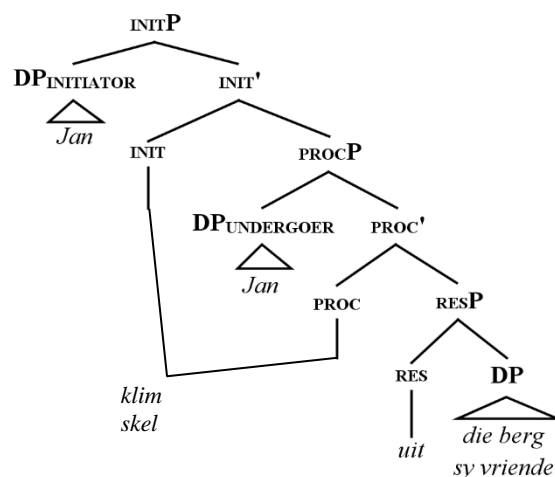 INITP
DPINITIATOR INIT'
Jan
INIT PROCP
DPUNDERGOER PROC'
Jan
PROC RESP
RES DP
klim
skel
uit
die berg
sy vriende